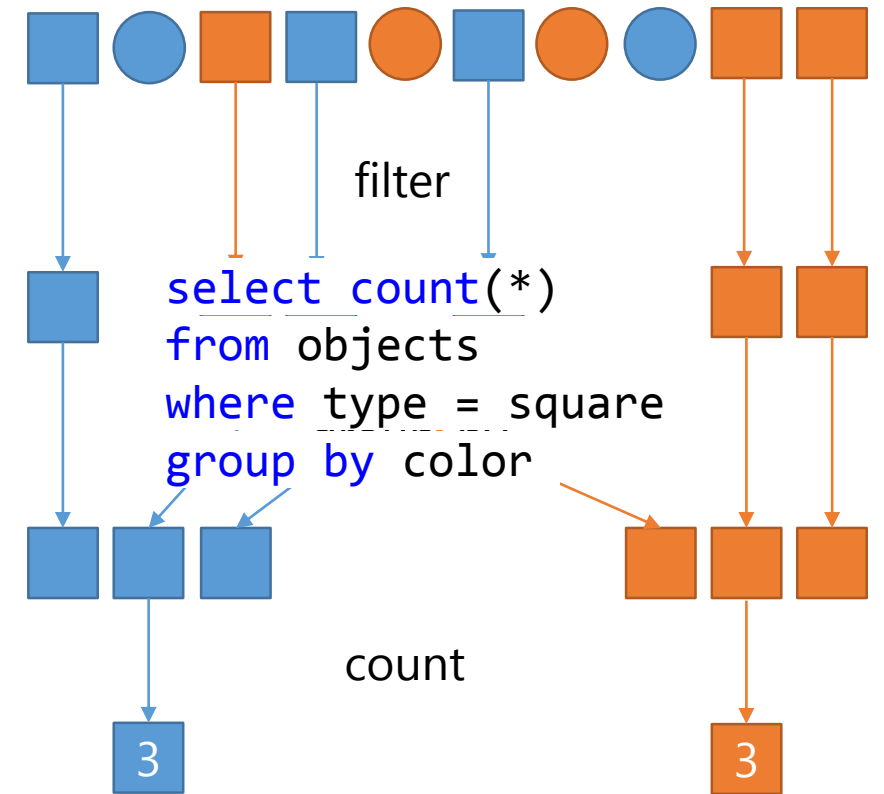 filter
select count(*)
from objects
where type = square
group by color
count
3 3